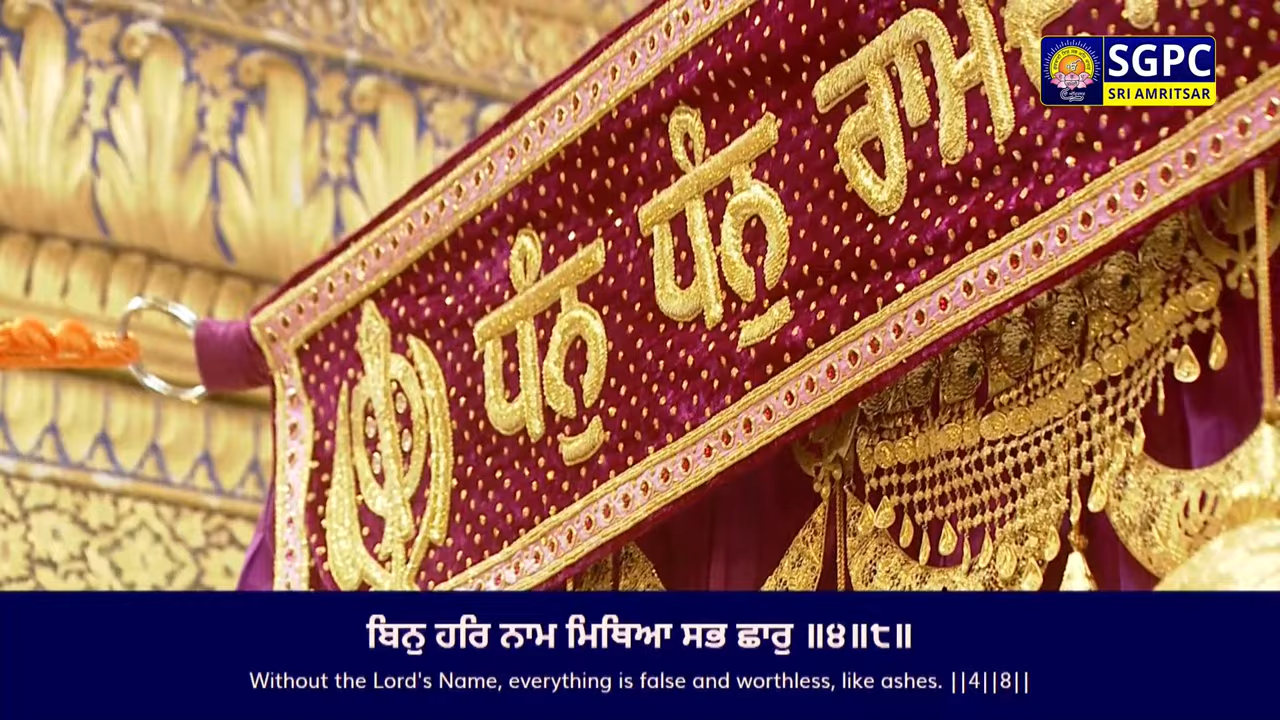 SGPC
SRI AMRITSAR
ਧੰਨੁ ਧੰਨੁ ਰਾਮ
ਬਿਨੁ ਹਰਿ ਨਾਮ ਮਿਥਿਆ ਸਭ ਛਾਰੁ ॥੪॥੮॥
Without the Lord's Name, everything is false and worthless, like ashes. ||4||8||